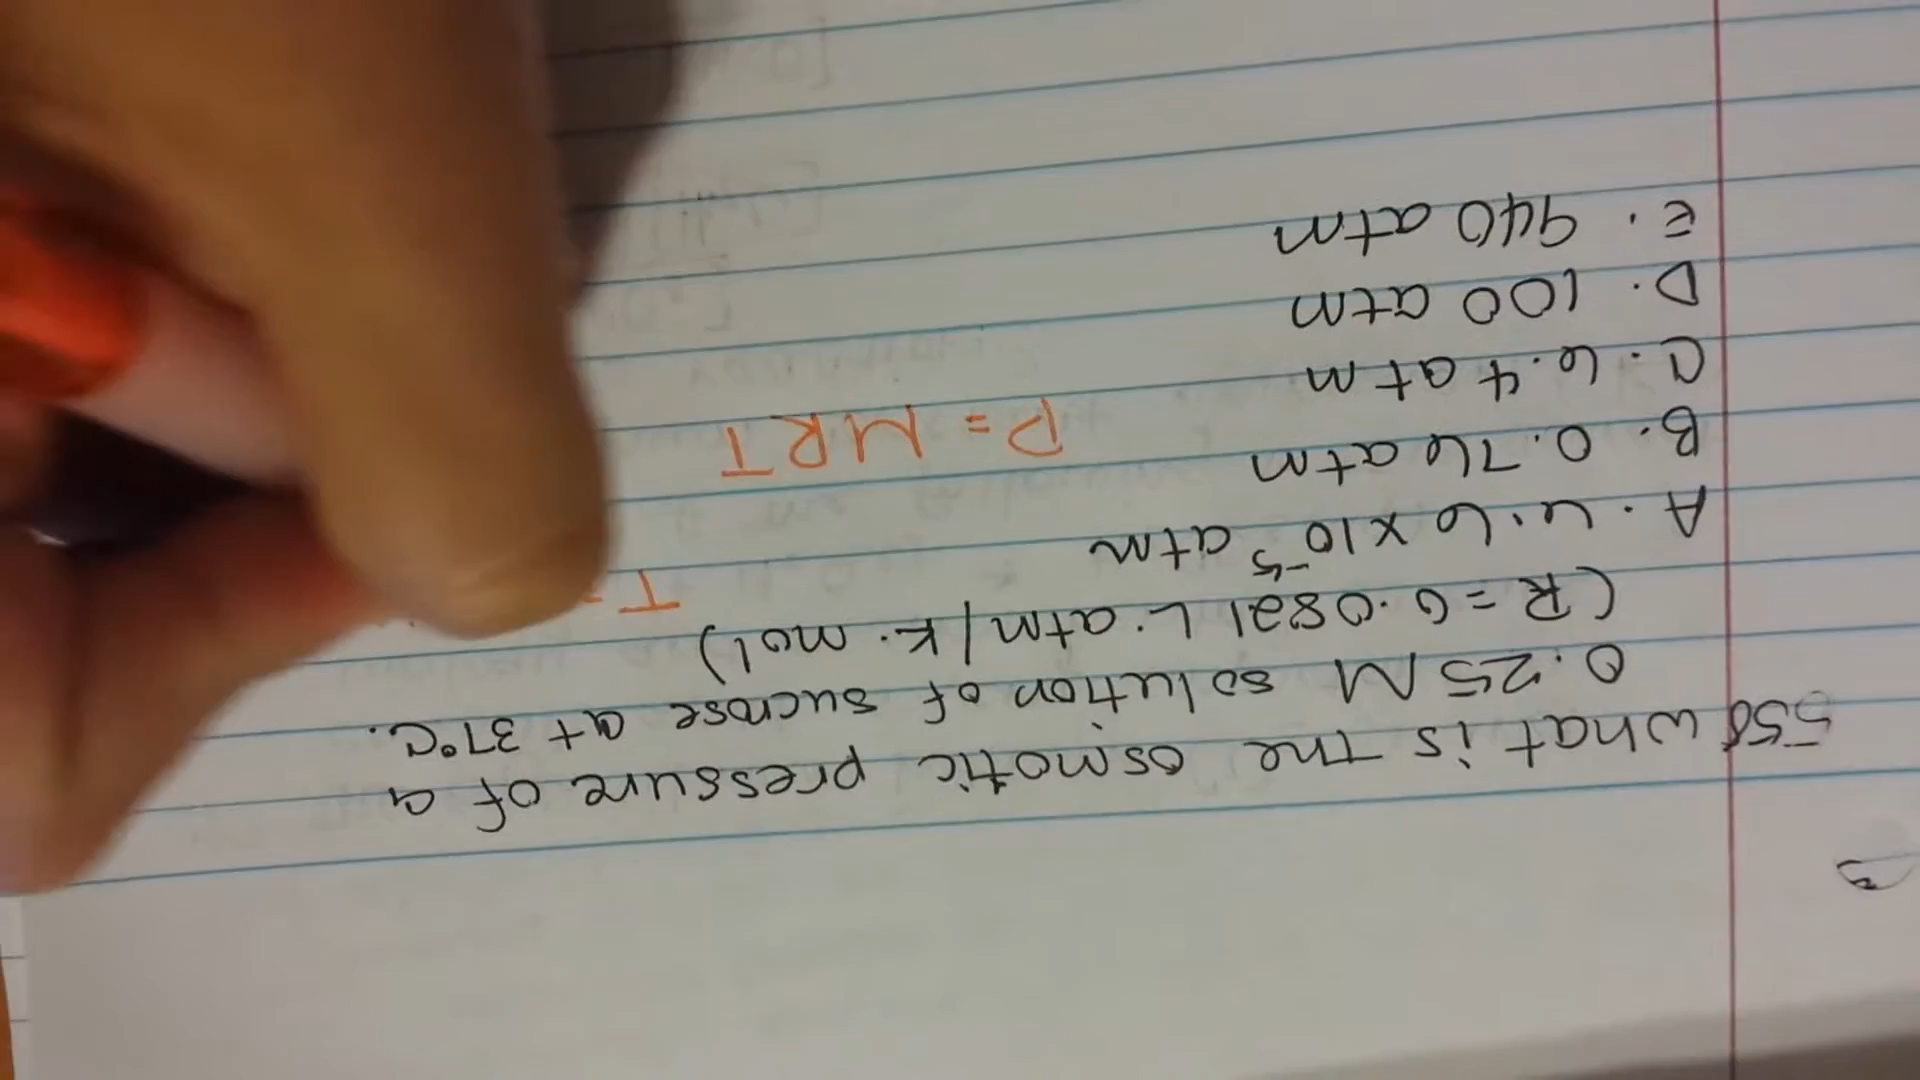 550 what is the osmotic pressure of a
0.25 M solution of sucrose at 37°C.
(R = 0.0821 L.atm/K.mol)
T =
A. 6.6 x 10⁻⁵ atm
B. 0.76 atm
P = MRT
C. 6.4 atm
D. 100 atm
E. 940 atm